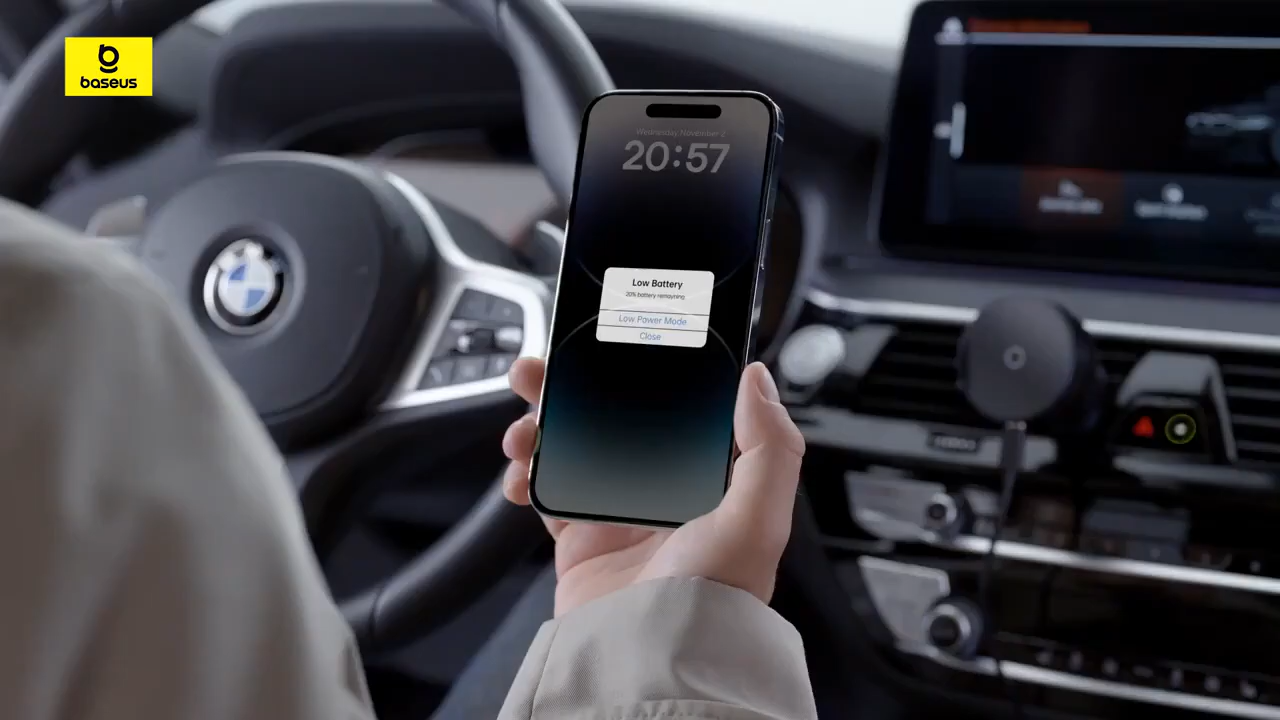 baseus
Wednesday, November 2
20:57
Low Battery
20% battery remaining
Low Power Mode
Close